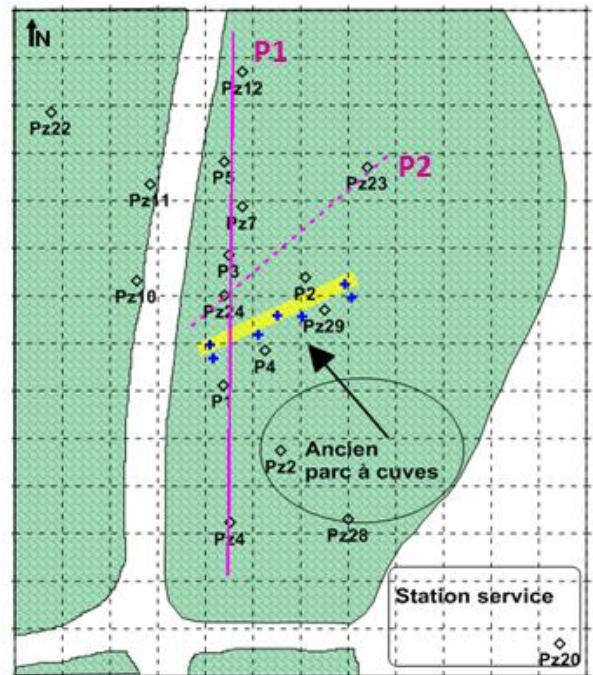 N
P1
Pz12
Pz22
P5
P2
Pz23
Pz11
Pz7
P3
Pz10
Pz24
P2
Pz29
P4
P1
Ancien
Pz2
parc à cuves
Pz4
Pz28
Station service
Pz20